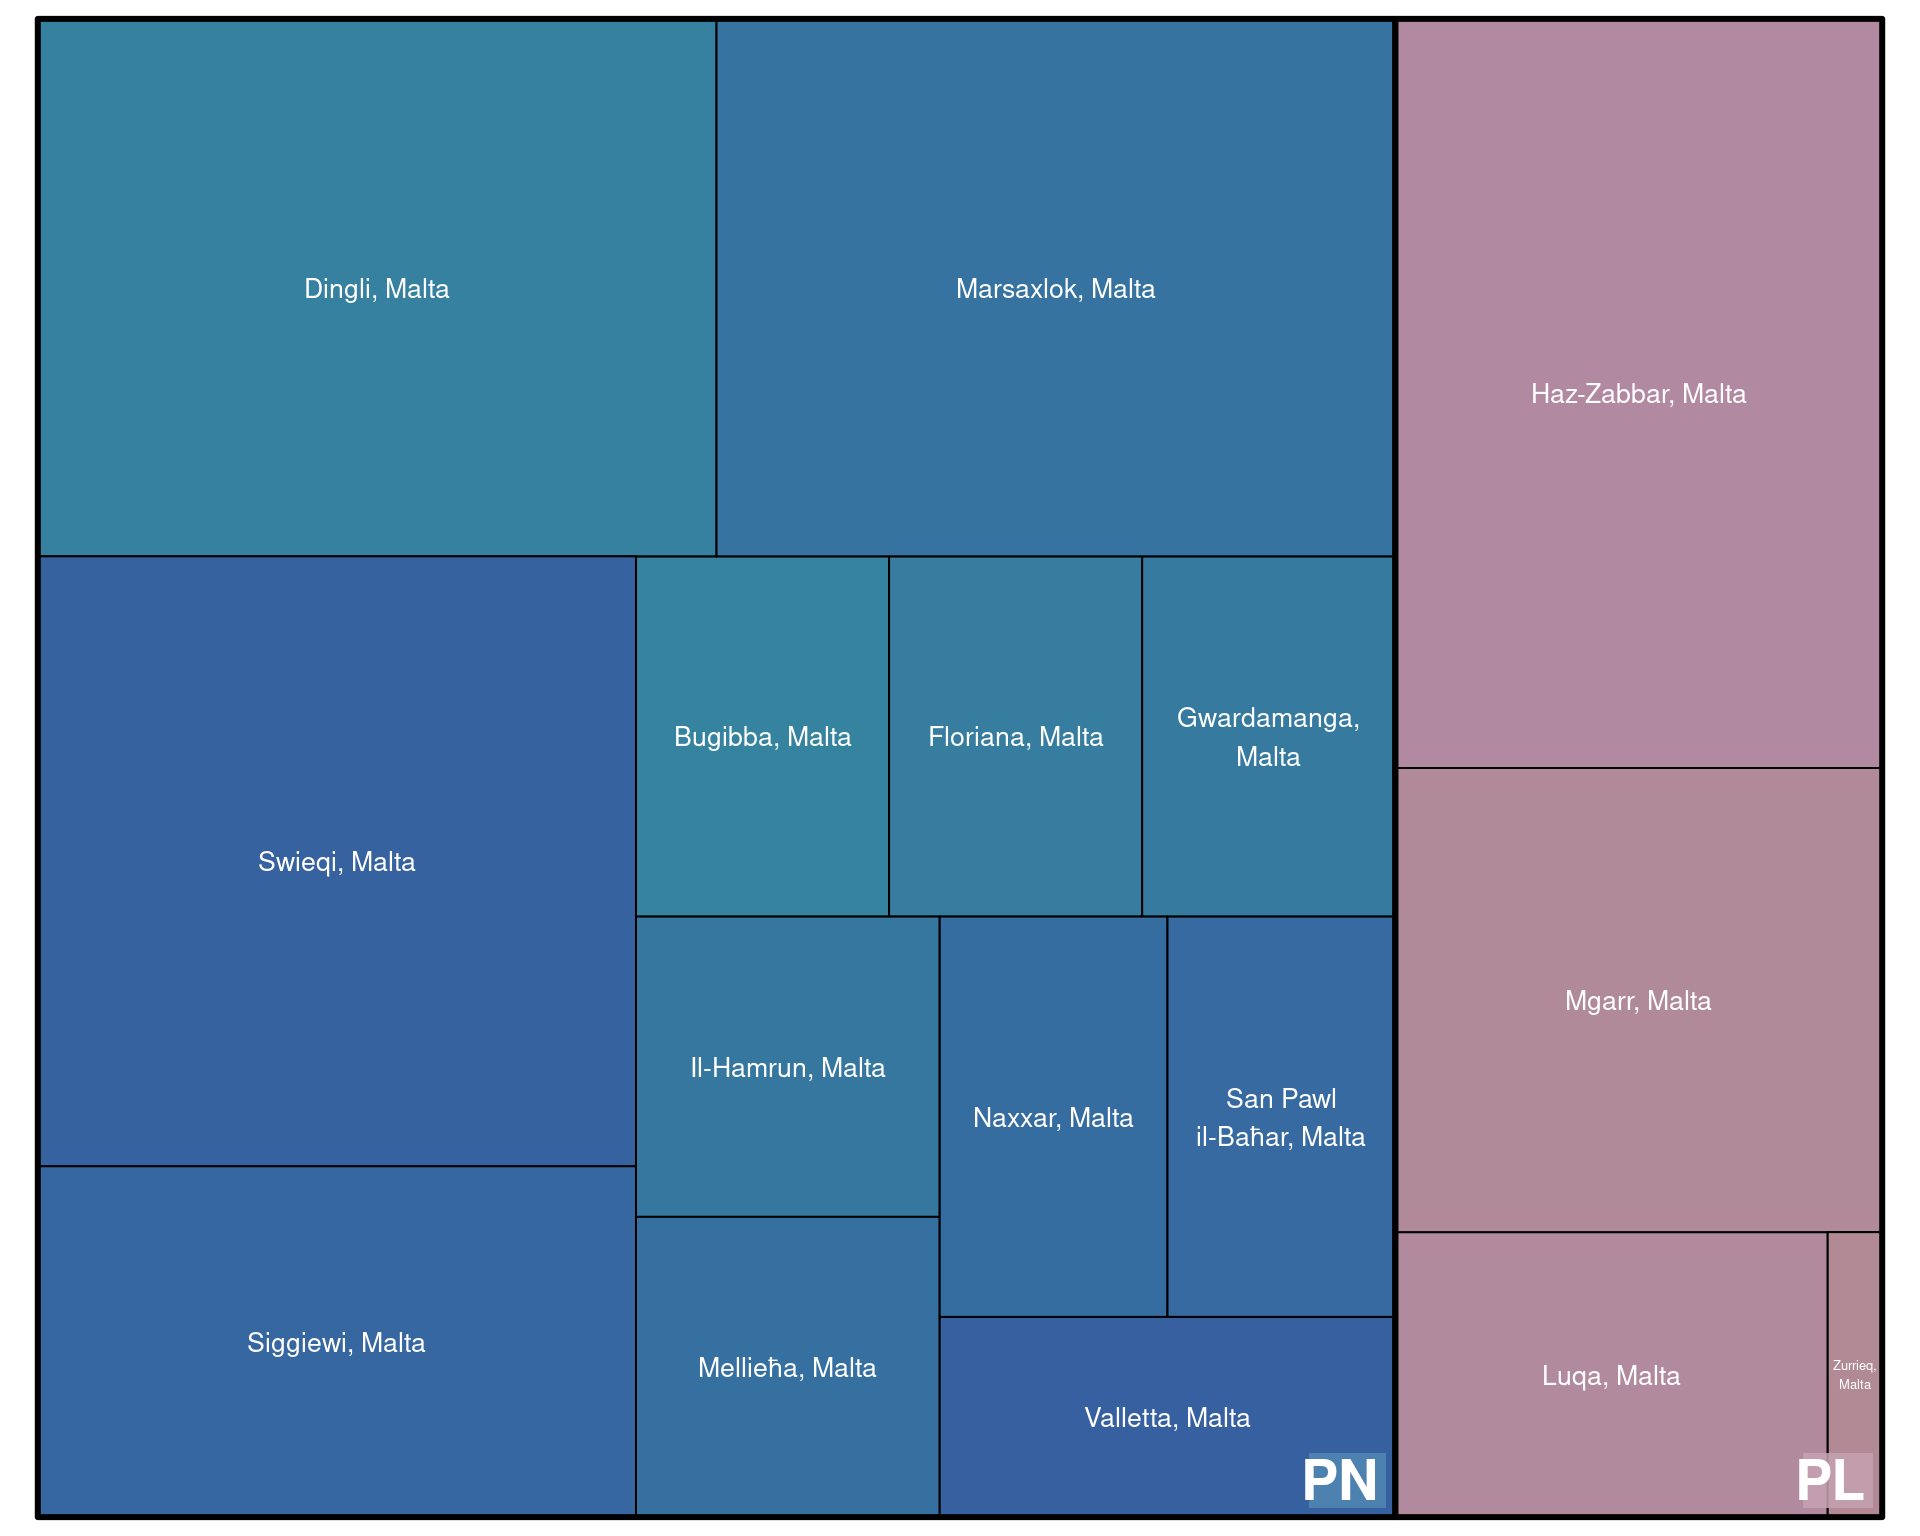 Dingli, Malta
Marsaxlok, Malta
Haz-Zabbar, Malta
Swieqi, Malta
Bugibba, Malta
Floriana, Malta
Gwardamanga,
Malta
Mgarr, Malta
Il-Hamrun, Malta
Naxxar, Malta
San Pawl
il-Baħar, Malta
Siggiewi, Malta
Mellieħa, Malta
Valletta, Malta
Luqa, Malta
Zurrieq,
Malta
PN
PL